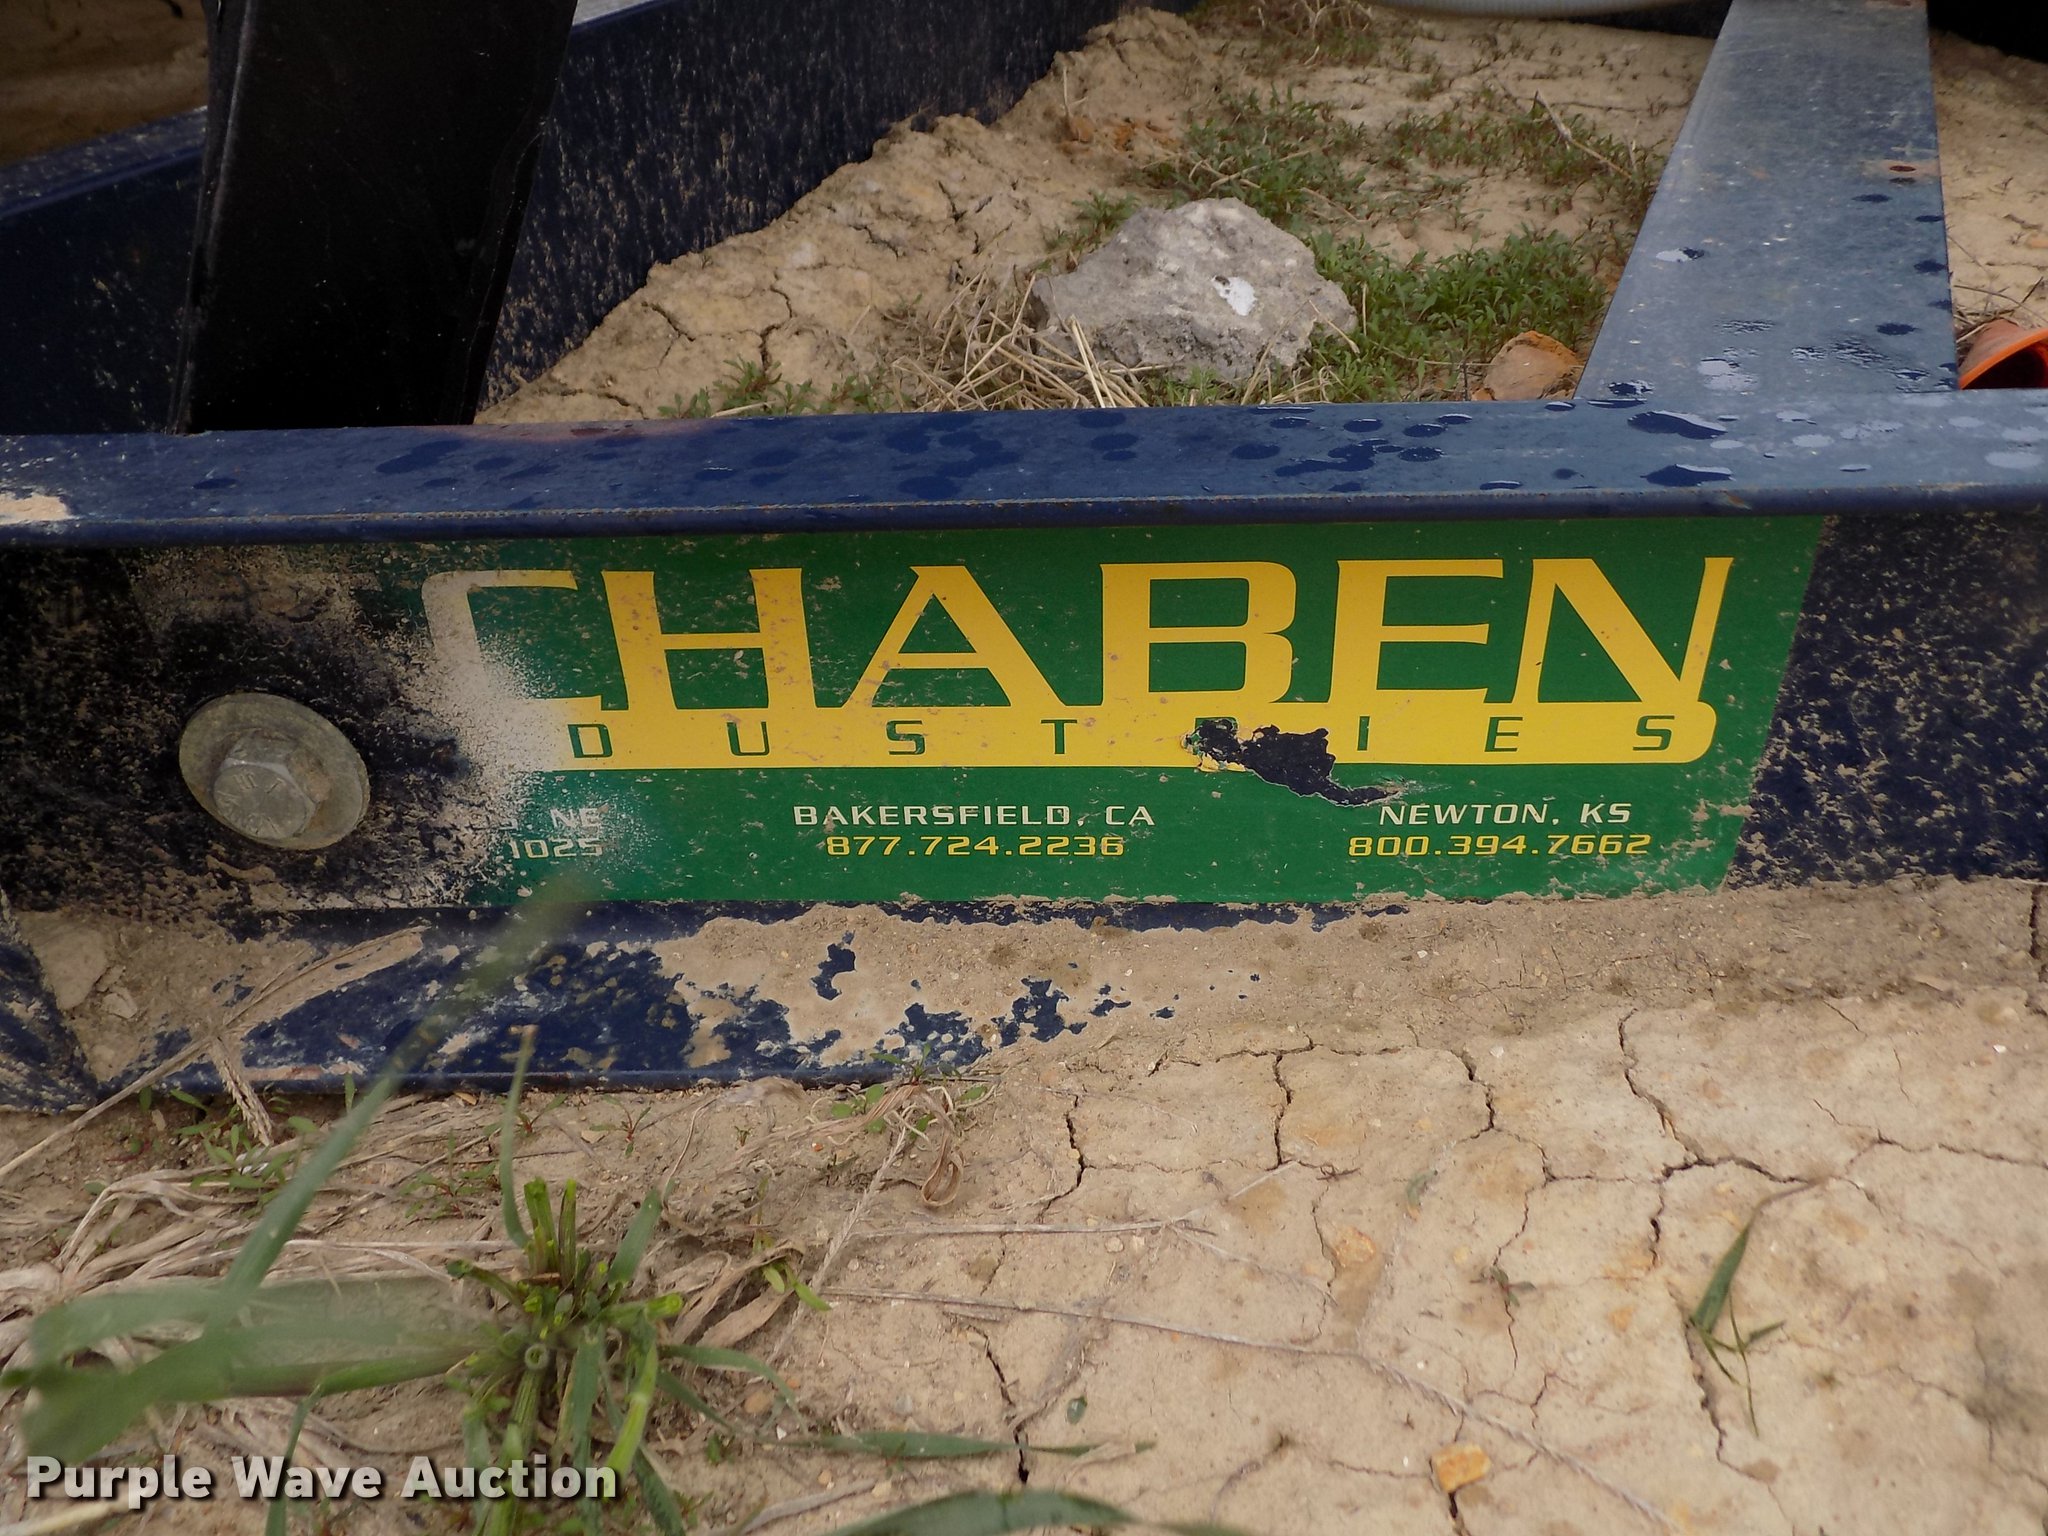 CHABEN
DUSTRIES
NE BAKERSFIELD, CA NEWTON, KS
1025 877.724.2236 800.394.7662
Purple Wave Auction